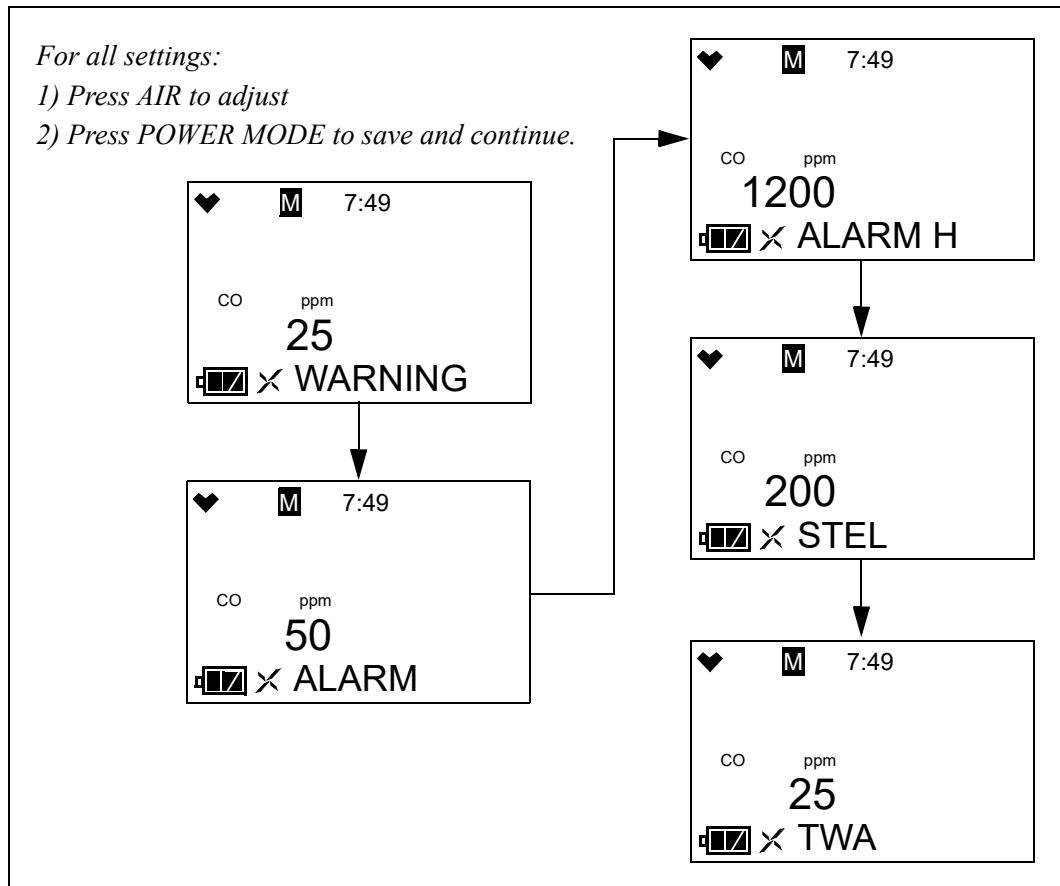 For all settings:
1) Press AIR to adjust
2) Press POWER MODE to save and continue.
M 7:49
CO ppm
25
WARNING
M 7:49
CO ppm
50
ALARM
M 7:49
CO ppm
1200
ALARM H
M 7:49
CO ppm
200
STEL
M 7:49
CO ppm
25
TWA